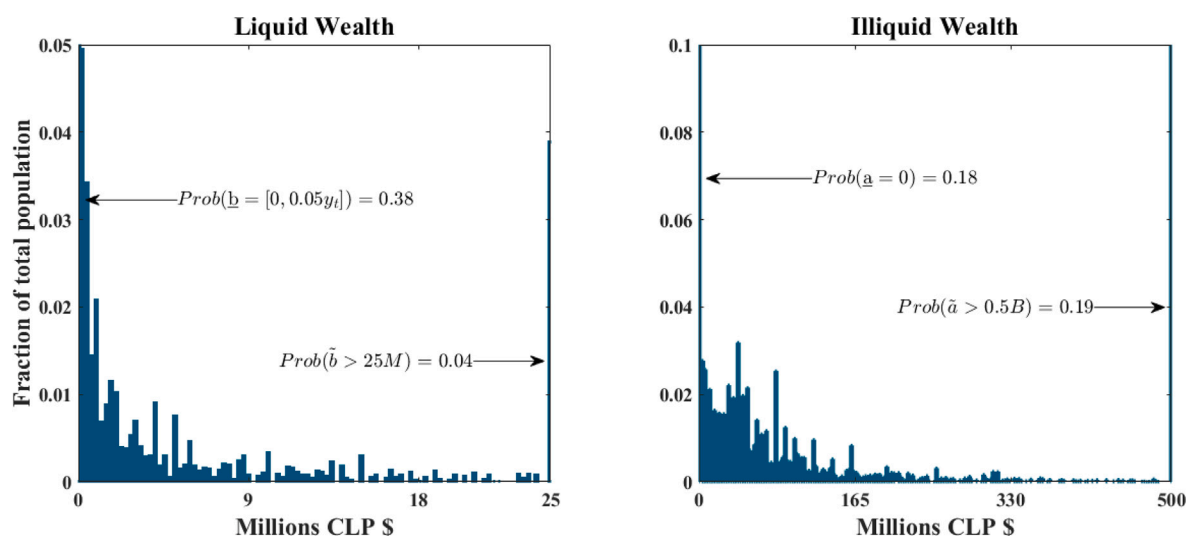 Liquid Wealth
0.05
0.04
0.03
0.02
0.01
0
Fraction of total population
Prob(b̲ = [0, 0.05yₜ]) = 0.38
Prob(b̃ > 25M) = 0.04
0 9 18 25
Millions CLP $
Illiquid Wealth
0.1
0.08
0.06
0.04
0.02
0
Prob(a̲ = 0) = 0.18
Prob(ã > 0.5B) = 0.19
0 165 330 500
Millions CLP $